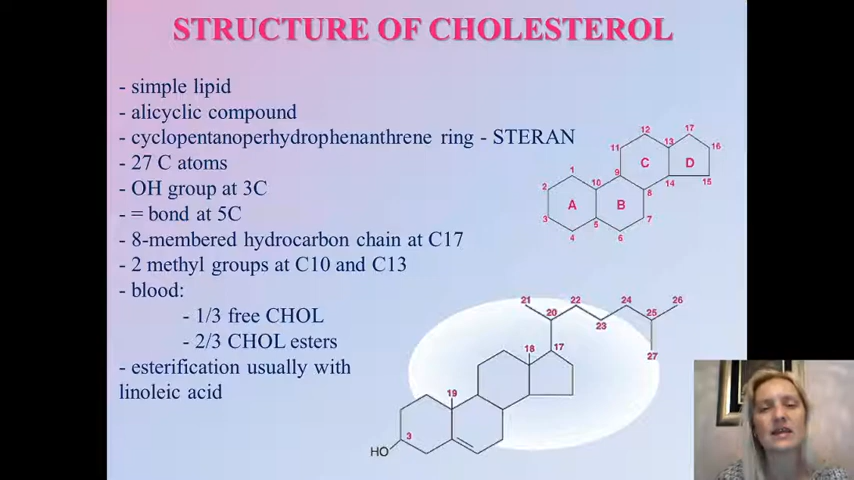 STRUCTURE OF CHOLESTEROL
- simple lipid
- alicyclic compound
- cyclopentanoperhydrophenanthrene ring - STERAN
- 27 C atoms
- OH group at 3C
- = bond at 5C
- 8-membered hydrocarbon chain at C17
- 2 methyl groups at C10 and C13
- blood:
- 1/3 free CHOL
- 2/3 CHOL esters
- esterification usually with
linoleic acid
12
17
11
13
16
C
D
1
9
14
15
2
10
8
A
B
3
5
7
4
6
21
22
24
26
20
25
23
18
17
27
19
3
HO